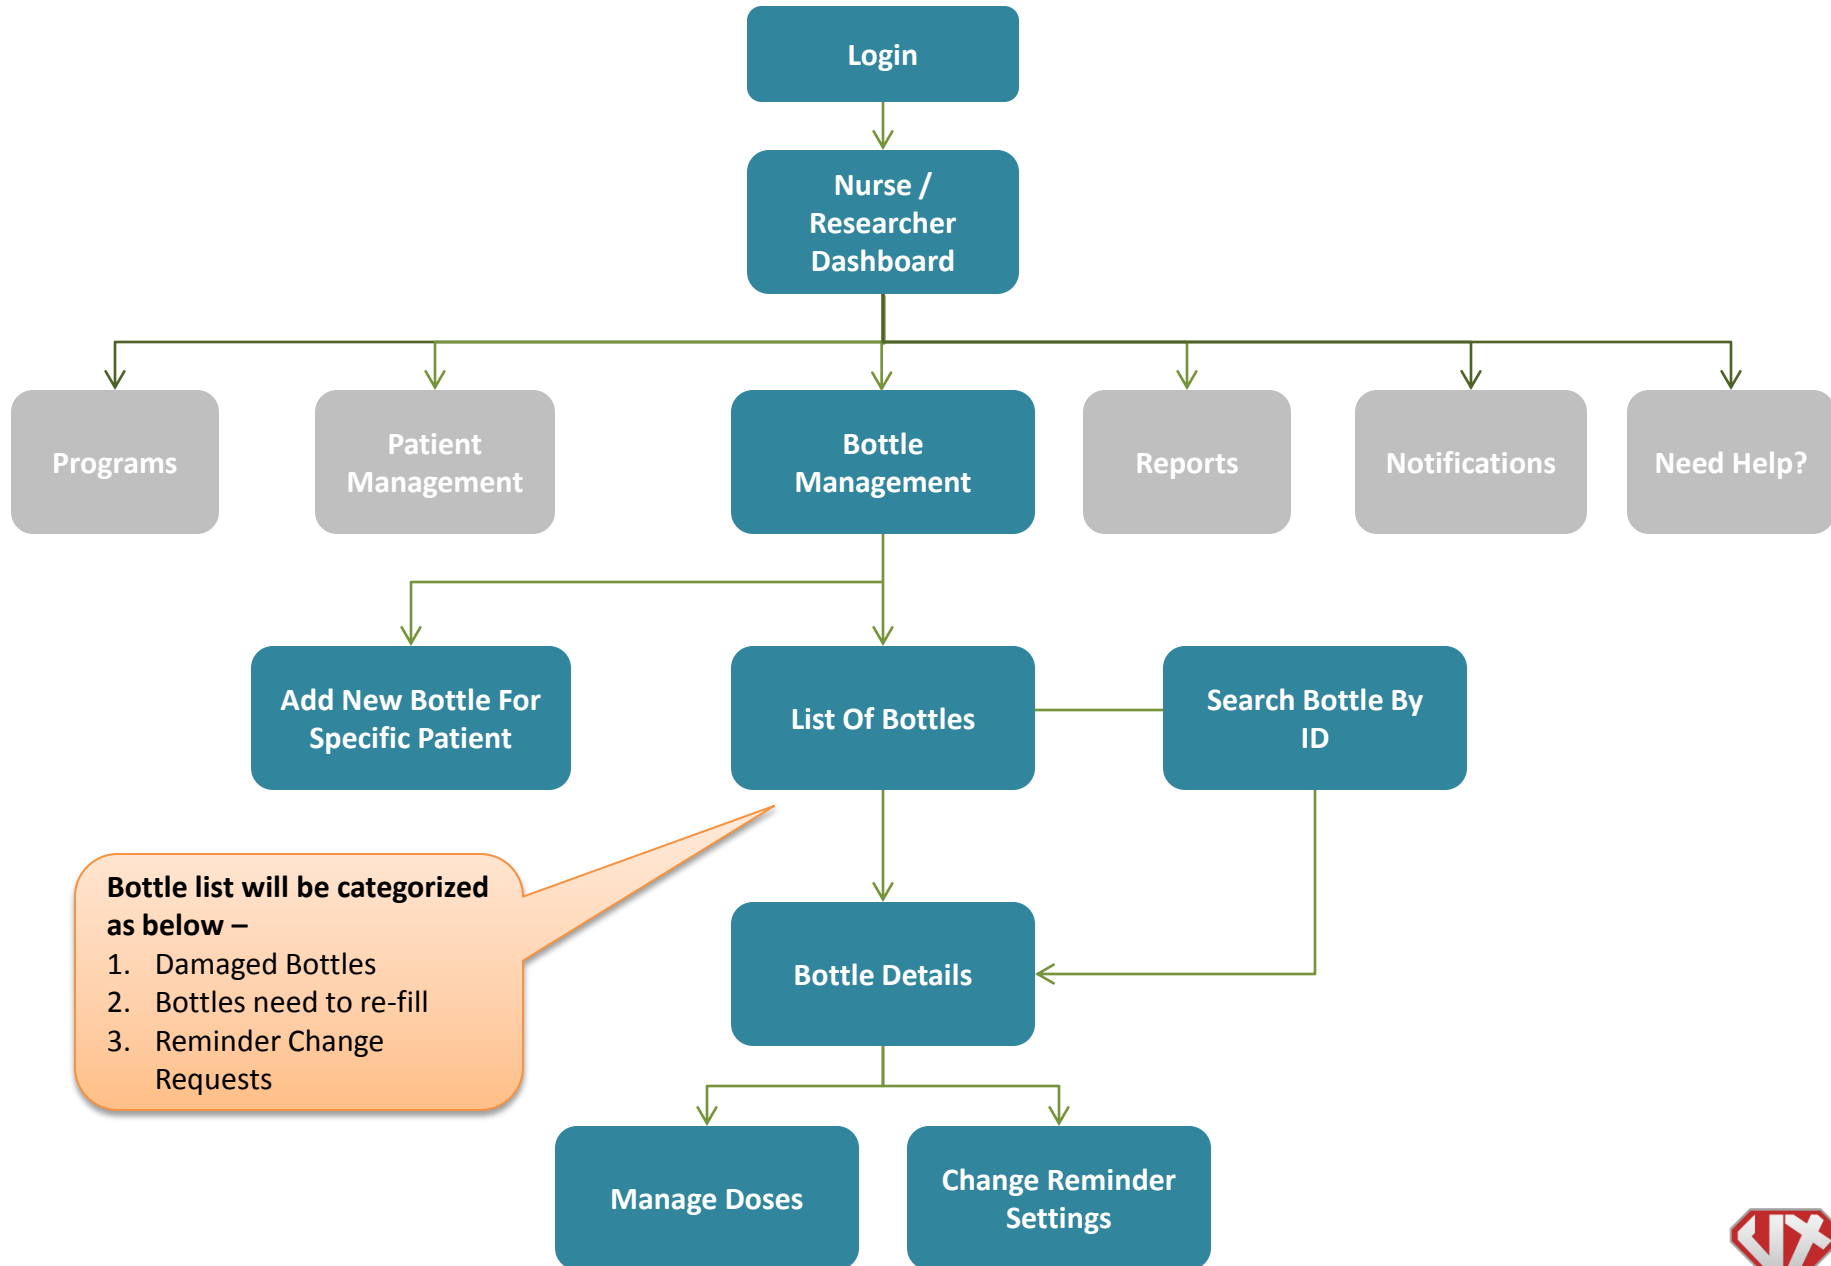 Login
Nurse /
Researcher
Dashboard
Programs
Patient
Management
Bottle
Management
Reports
Notifications
Need Help?
Add New Bottle For
Specific Patient
List Of Bottles
Search Bottle By
ID
Bottle list will be categorized
as below –
1. Damaged Bottles
2. Bottles need to re-fill
3. Reminder Change
Requests
Bottle Details
Manage Doses
Change Reminder
Settings